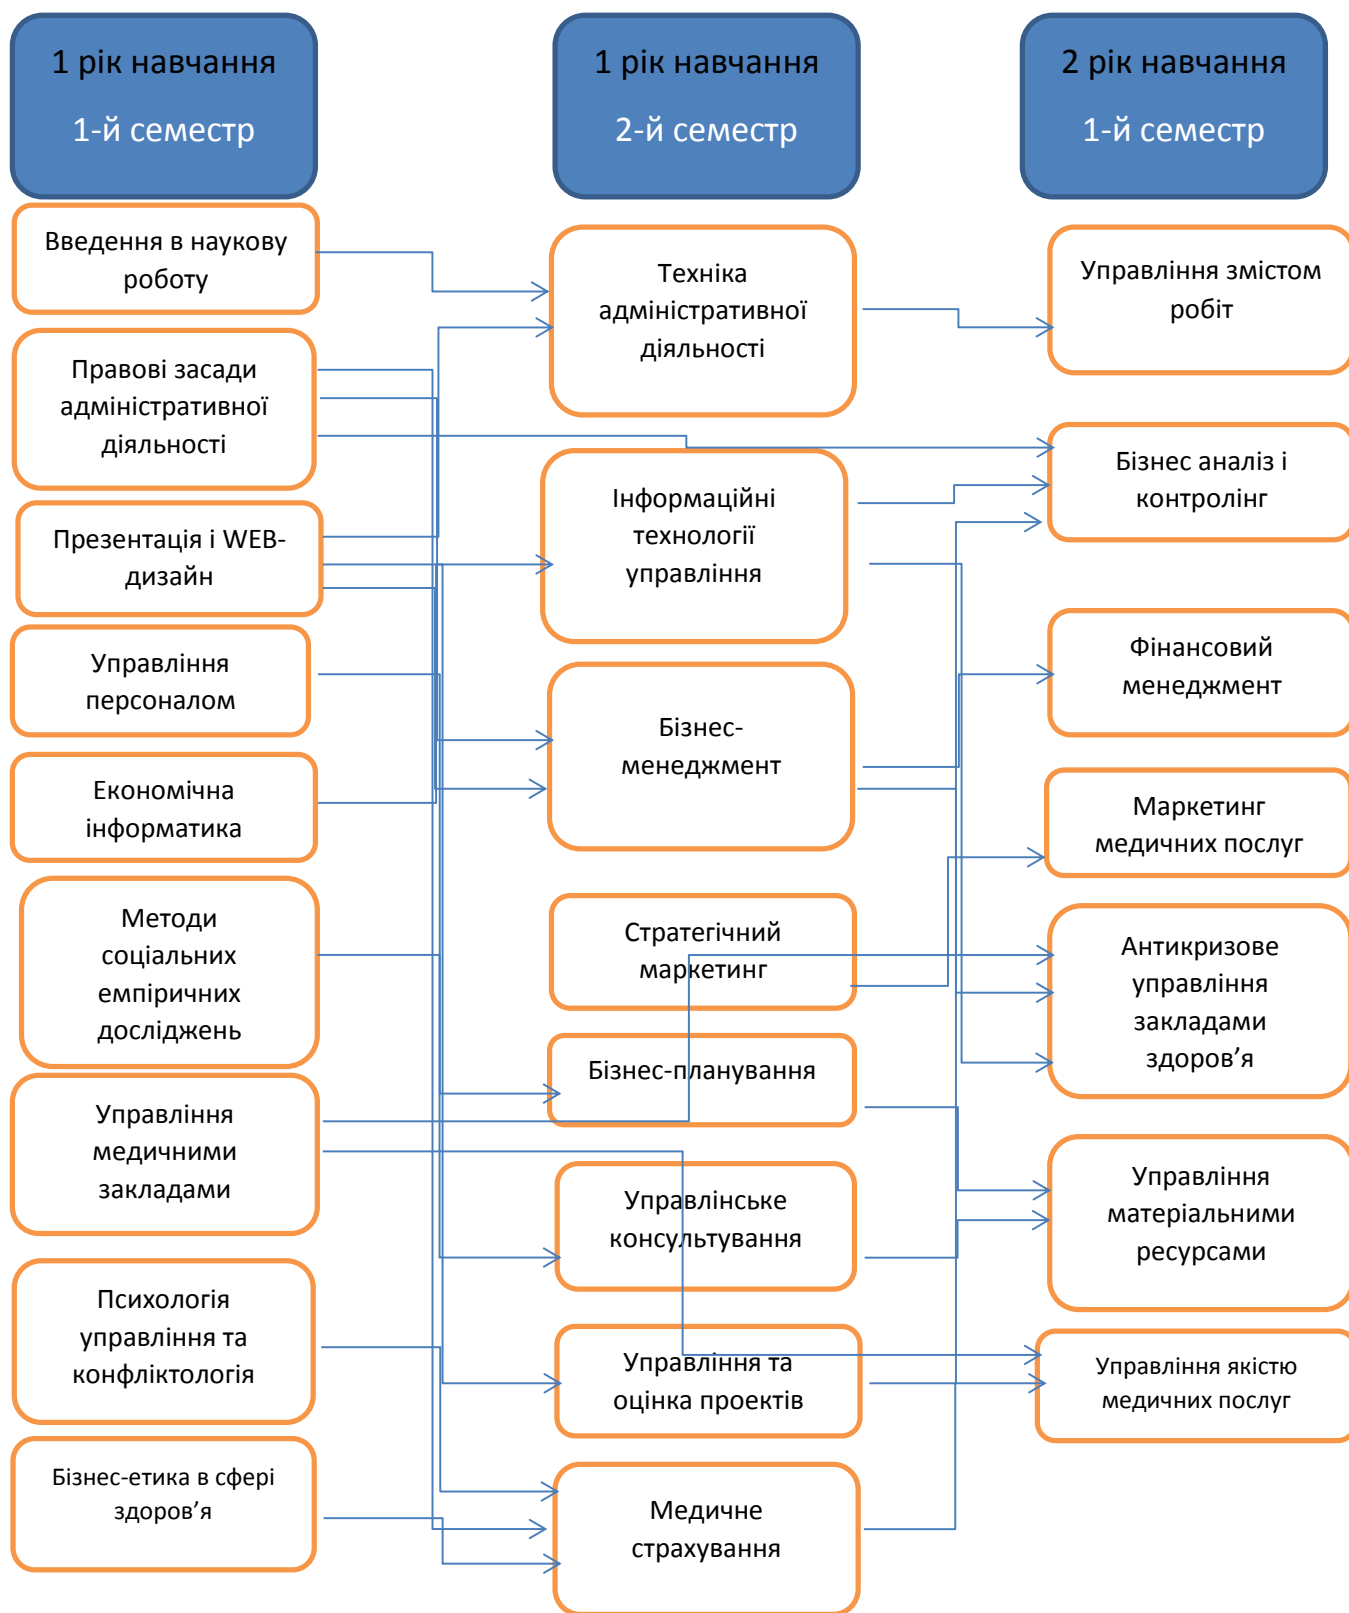 1 рік навчання
1-й семестр
1 рік навчання
2-й семестр
2 рік навчання
1-й семестр
Введення в наукову
роботу
Правові засади
адміністративної
діяльності
Презентація і WEB-
дизайн
Управління
персоналом
Економічна
інформатика
Методи
соціальних
емпіричних
досліджень
Управління
медичними
закладами
Психологія
управління та
конфліктологія
Бізнес-етика в сфері
здоров’я
Техніка
адміністративної
діяльності
Інформаційні
технології
управління
Бізнес-
менеджмент
Стратегічний
маркетинг
Бізнес-планування
Управлінське
консультування
Управління та
оцінка проектів
Медичне
страхування
Управління змістом
робіт
Бізнес аналіз і
контролінг
Фінансовий
менеджмент
Маркетинг
медичних послуг
Антикризове
управління
закладами
здоров’я
Управління
матеріальними
ресурсами
Управління якістю
медичних послуг